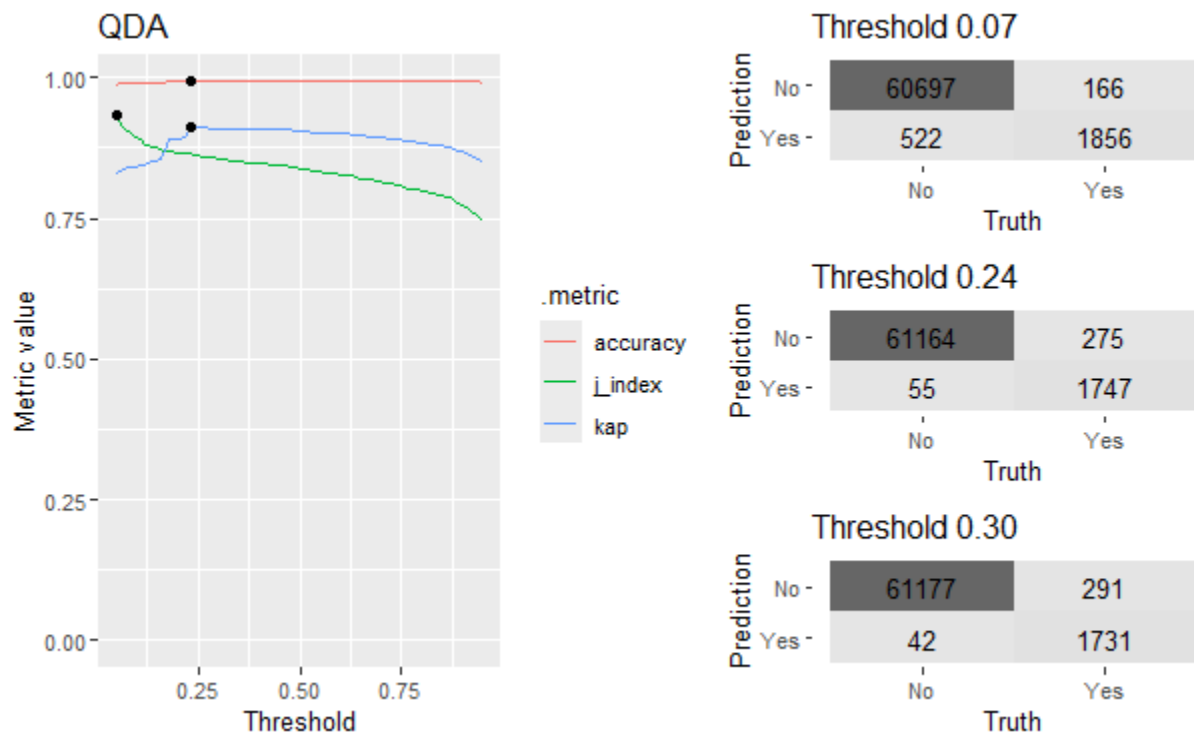 QDA
1.00
0.75
0.50
0.25
0.00
Metric value
0.25 0.50 0.75
Threshold
.metric
accuracy
j_index
kap
Threshold 0.07
Prediction
No 60697 166
Yes 522 1856
No Yes
Truth
Threshold 0.24
Prediction
No 61164 275
Yes 55 1747
No Yes
Truth
Threshold 0.30
Prediction
No 61177 291
Yes 42 1731
No Yes
Truth